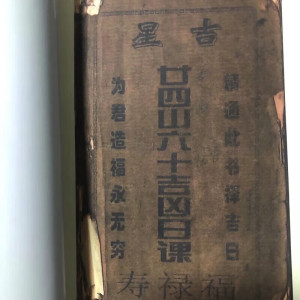 吉星
精通此书择吉日
廿四山六十吉凶日课
为君造福永无穷
福禄寿